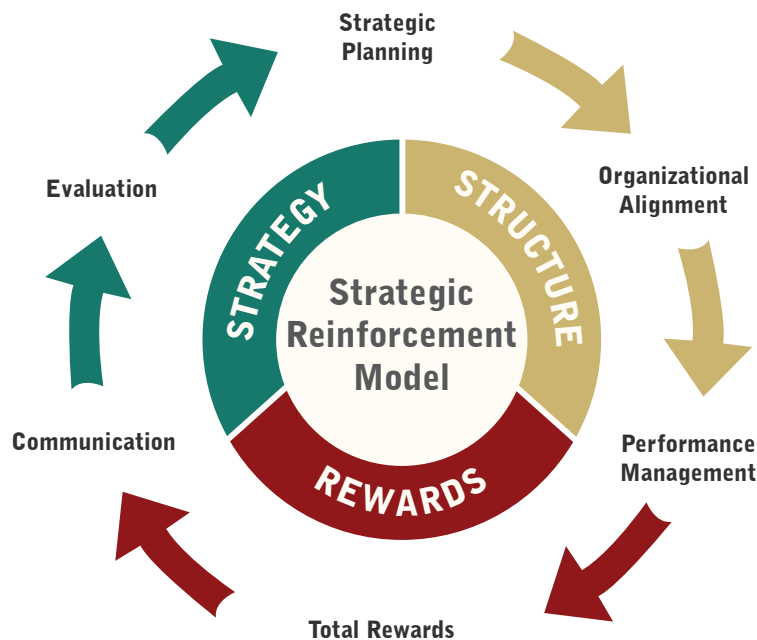 Strategic
Planning
Organizational
Alignment
Performance
Management
Total Rewards
Communication
Evaluation
STRATEGY
STRUCTURE
REWARDS
Strategic
Reinforcement
Model